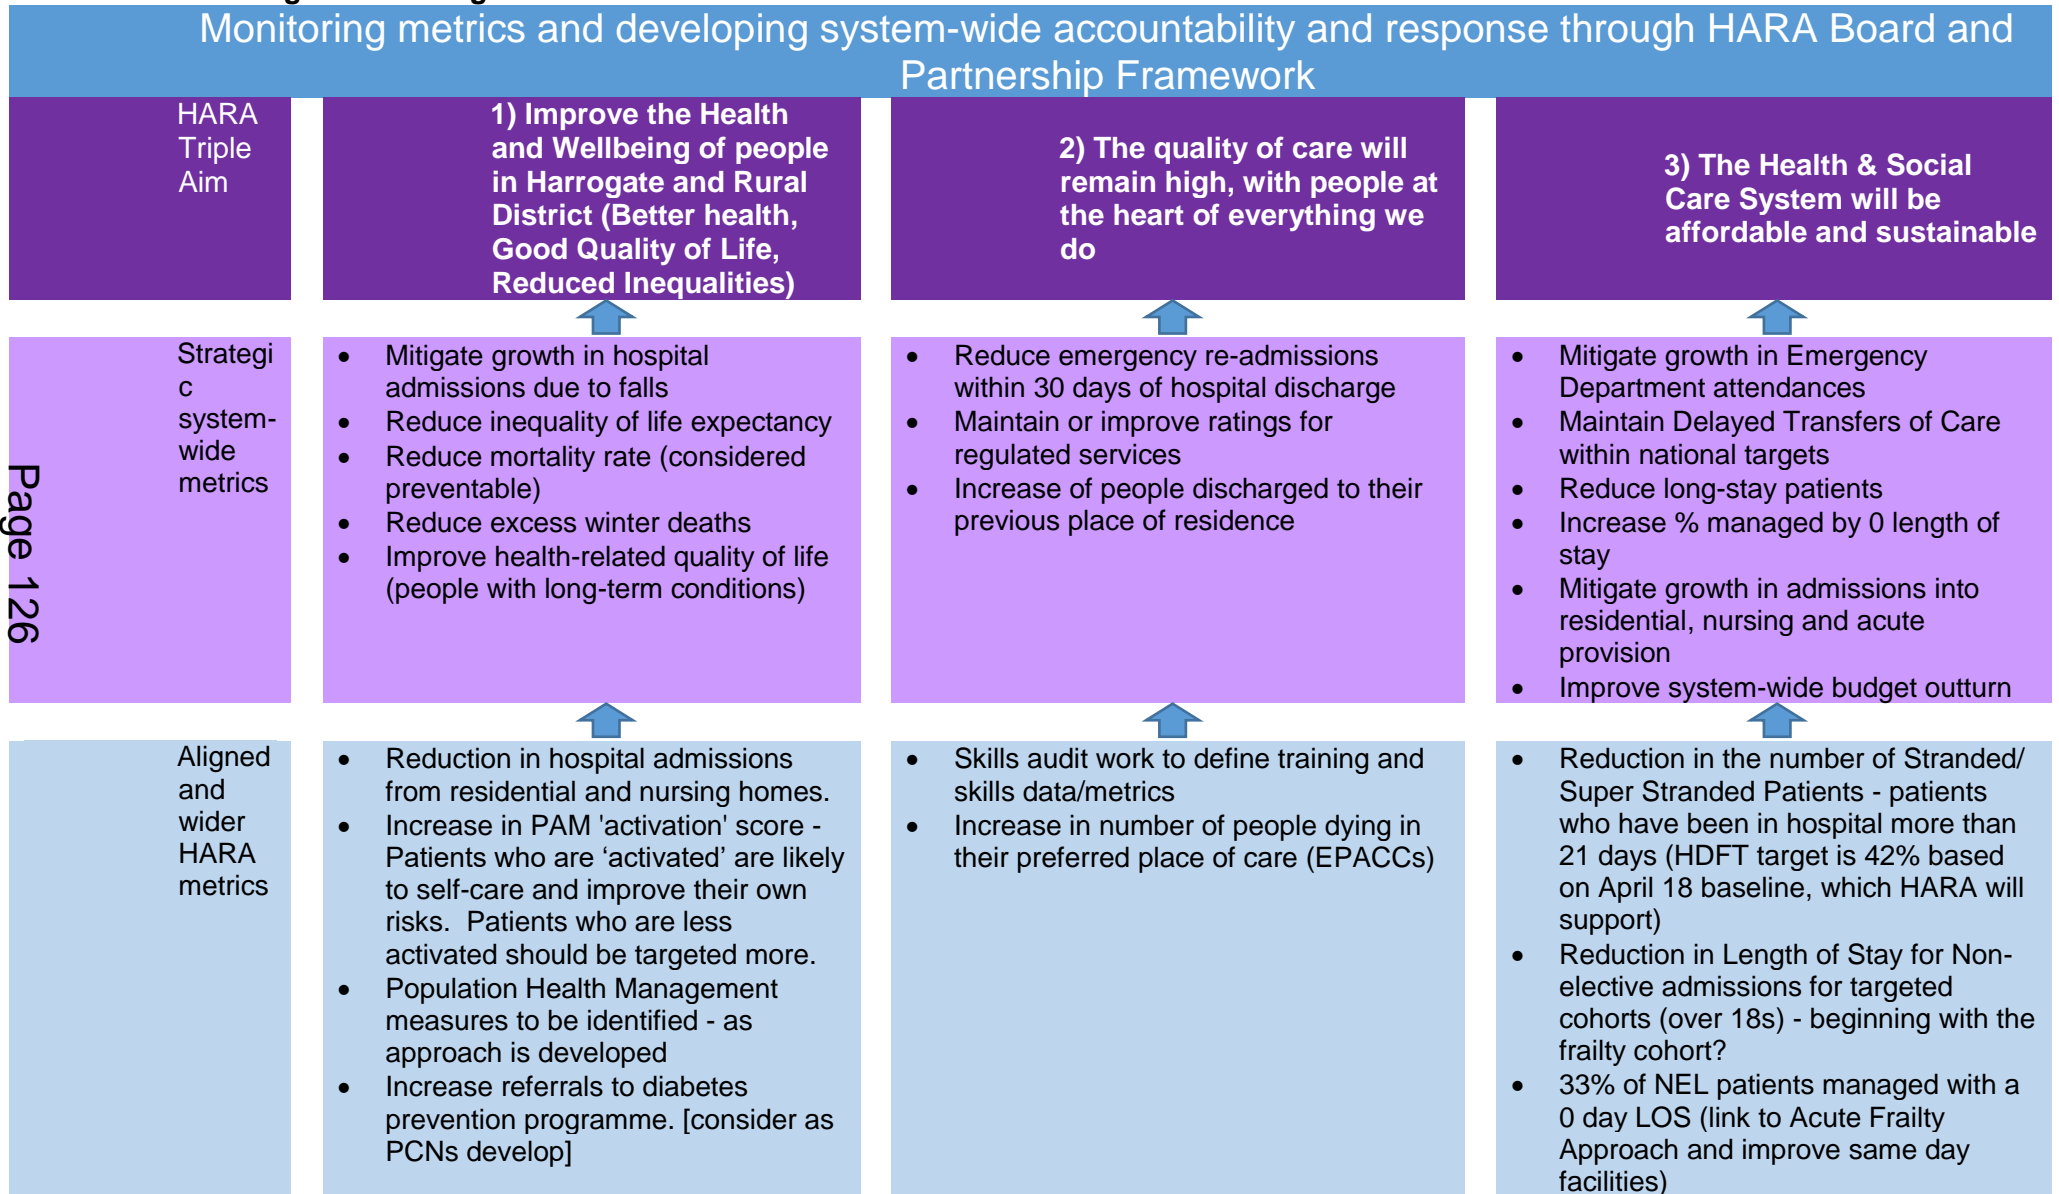 Monitoring metrics and developing system-wide accountability and response through HARA Board and
Partnership Framework
HARA
Triple
Aim
1) Improve the Health
and Wellbeing of people
in Harrogate and Rural
District (Better health,
Good Quality of Life,
Reduced Inequalities)
2) The quality of care will
remain high, with people at
the heart of everything we
do
3) The Health & Social
Care System will be
affordable and sustainable
Strategi
c
system-
wide
metrics
• Mitigate growth in hospital
admissions due to falls
• Reduce inequality of life expectancy
• Reduce mortality rate (considered
preventable)
• Reduce excess winter deaths
• Improve health-related quality of life
(people with long-term conditions)
• Reduce emergency re-admissions
within 30 days of hospital discharge
• Maintain or improve ratings for
regulated services
• Increase of people discharged to their
previous place of residence
• Mitigate growth in Emergency
Department attendances
• Maintain Delayed Transfers of Care
within national targets
• Reduce long-stay patients
• Increase % managed by 0 length of
stay
• Mitigate growth in admissions into
residential, nursing and acute
provision
• Improve system-wide budget outturn
Aligned
and
wider
HARA
metrics
• Reduction in hospital admissions
from residential and nursing homes.
• Increase in PAM 'activation' score -
Patients who are ‘activated’ are likely
to self-care and improve their own
risks.  Patients who are less
activated should be targeted more.
• Population Health Management
measures to be identified - as
approach is developed
• Increase referrals to diabetes
prevention programme. [consider as
PCNs develop]
• Skills audit work to define training and
skills data/metrics
• Increase in number of people dying in
their preferred place of care (EPACCs)
• Reduction in the number of Stranded/
Super Stranded Patients - patients
who have been in hospital more than
21 days (HDFT target is 42% based
on April 18 baseline, which HARA will
support)
• Reduction in Length of Stay for Non-
elective admissions for targeted
cohorts (over 18s) - beginning with the
frailty cohort?
• 33% of NEL patients managed with a
0 day LOS (link to Acute Frailty
Approach and improve same day
facilities)
Page 126